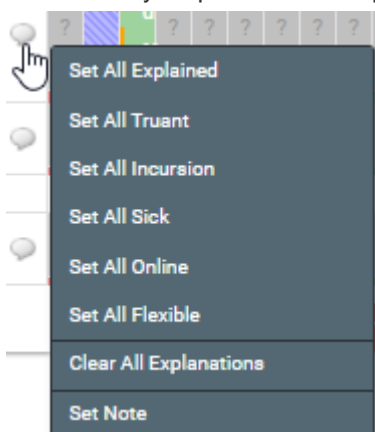 ? ? ? ? ? ? ?
Set All Explained
Set All Truant
Set All Incursion
Set All Sick
Set All Online
Set All Flexible
Clear All Explanations
Set Note